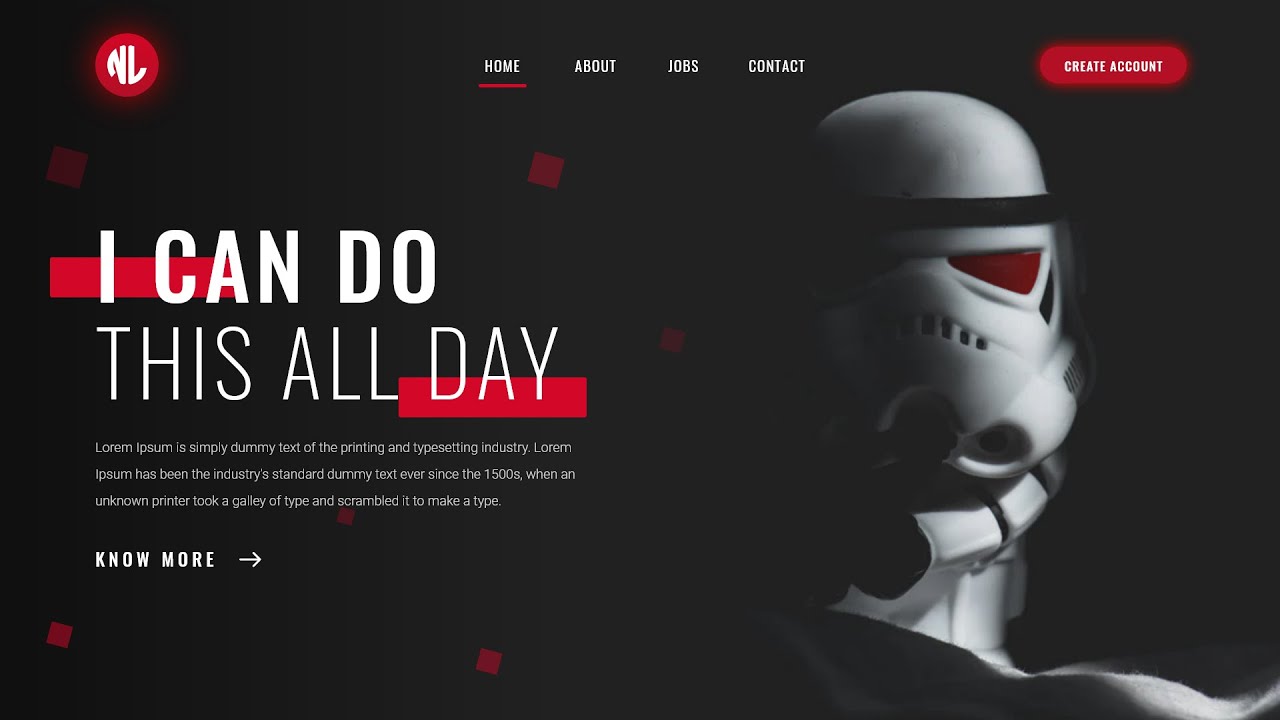 NL
HOME ABOUT JOBS CONTACT CREATE ACCOUNT
I CAN DO
THIS ALL DAY
Lorem Ipsum is simply dummy text of the printing and typesetting industry. Lorem
Ipsum has been the industry's standard dummy text ever since the 1500s, when an
unknown printer took a galley of type and scrambled it to make a type.
KNOW MORE →